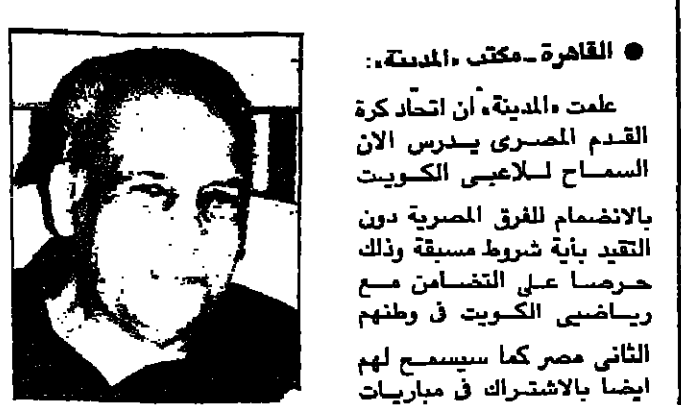 ● القاهرة ـ مكتب «المدينة»:
علمت «المدينة» أن اتحاد كرة
القدم المصرى يدرس الان
السماح للاعبى الكويت
بالانضمام للفرق المصرية دون
التقيد بأية شروط مسبقة وذلك
حرصا على التضامن مع
رياضيى الكويت فى وطنهم
الثانى مصر كما سيسمح لهم
ايضا بالاشتراك فى مباريات